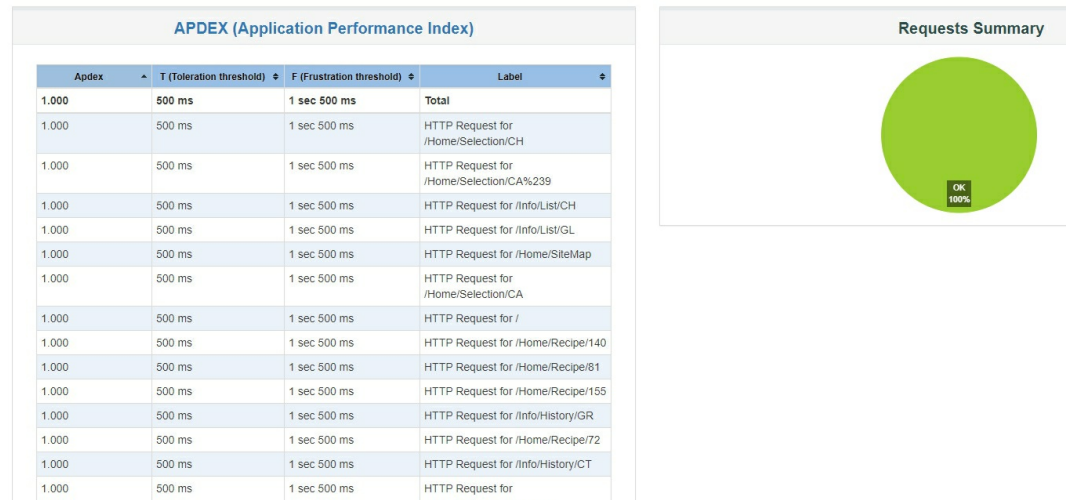 APDEX (Application Performance Index)
Apdex T (Toleration threshold) F (Frustration threshold) Label
1.000 500 ms 1 sec 500 ms Total
1.000 500 ms 1 sec 500 ms HTTP Request for
/Home/Selection/CH
1.000 500 ms 1 sec 500 ms HTTP Request for
/Home/Selection/CA%239
1.000 500 ms 1 sec 500 ms HTTP Request for /Info/List/CH
1.000 500 ms 1 sec 500 ms HTTP Request for /Info/List/GL
1.000 500 ms 1 sec 500 ms HTTP Request for /Home/SiteMap
1.000 500 ms 1 sec 500 ms HTTP Request for
/Home/Selection/CA
1.000 500 ms 1 sec 500 ms HTTP Request for /
1.000 500 ms 1 sec 500 ms HTTP Request for /Home/Recipe/140
1.000 500 ms 1 sec 500 ms HTTP Request for /Home/Recipe/81
1.000 500 ms 1 sec 500 ms HTTP Request for /Home/Recipe/155
1.000 500 ms 1 sec 500 ms HTTP Request for /Info/History/GR
1.000 500 ms 1 sec 500 ms HTTP Request for /Home/Recipe/72
1.000 500 ms 1 sec 500 ms HTTP Request for /Info/History/CT
1.000 500 ms 1 sec 500 ms HTTP Request for
Requests Summary
OK
100%